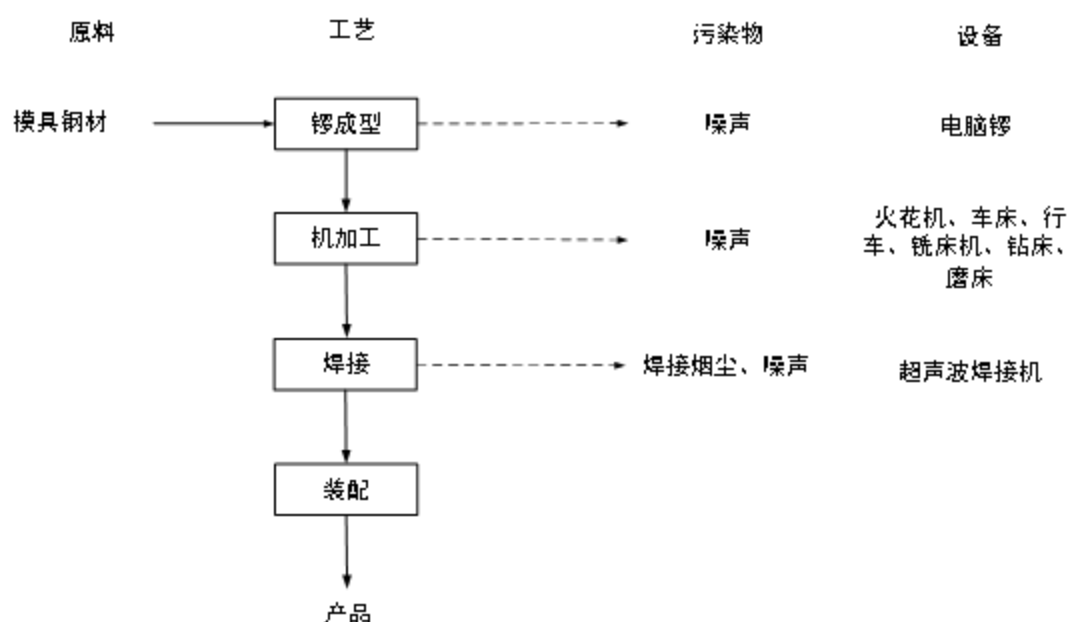 原料
工艺
污染物
设备
模具钢材
锣成型
噪声
电脑锣
机加工
噪声
火花机、车床、行
车、铣床机、钻床、
磨床
焊接
焊接烟尘、噪声
超声波焊接机
装配
产品